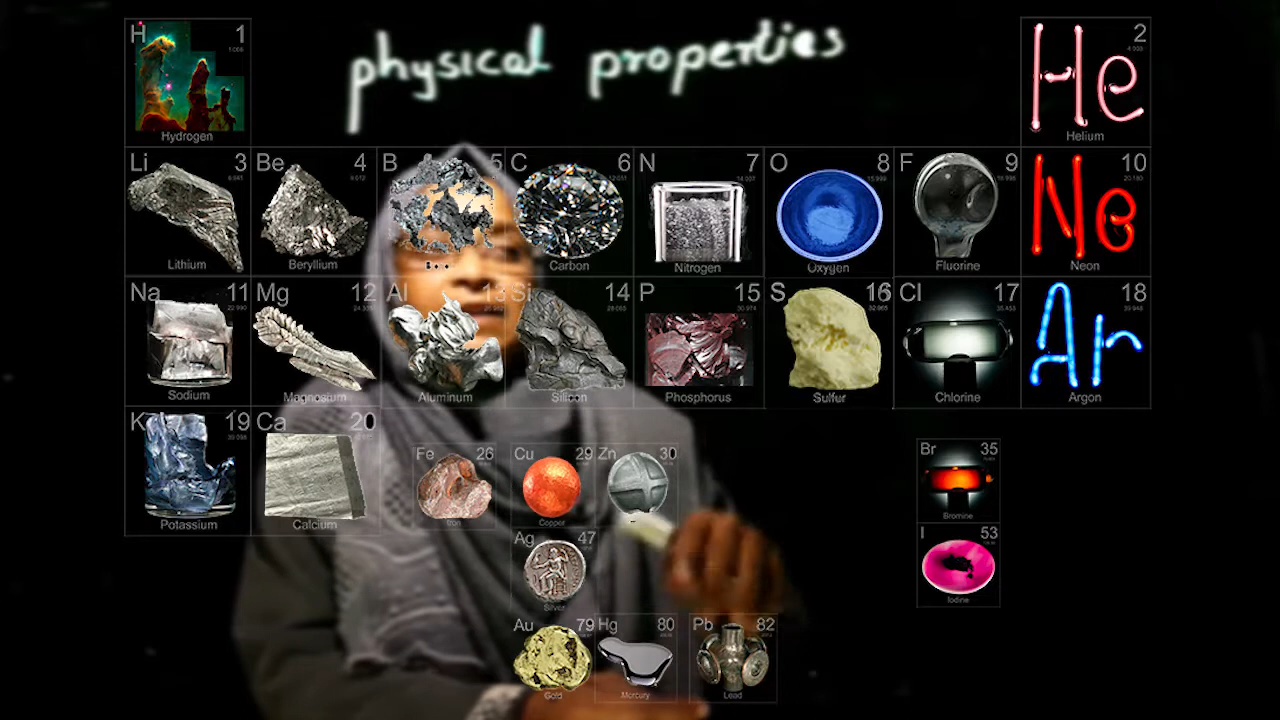 physical properties
H 1
Hydrogen
He 2
Helium
Li 3
Lithium
Be 4
Beryllium
B 5
C 6
Carbon
N 7
Nitrogen
O 8
Oxygen
F 9
Fluorine
Ne 10
Neon
Na 11
Sodium
Mg 12
Magnesium
Al 13
Aluminum
Si 14
Silicon
P 15
Phosphorus
S 16
Sulfur
Cl 17
Chlorine
Ar 18
Argon
K 19
Potassium
Ca 20
Calcium
Fe 26
Iron
Cu 29
Copper
Zn 30
Br 35
Bromine
Ag 47
Silver
I 53
Iodine
Au 79
Gold
Hg 80
Mercury
Pb 82
Lead